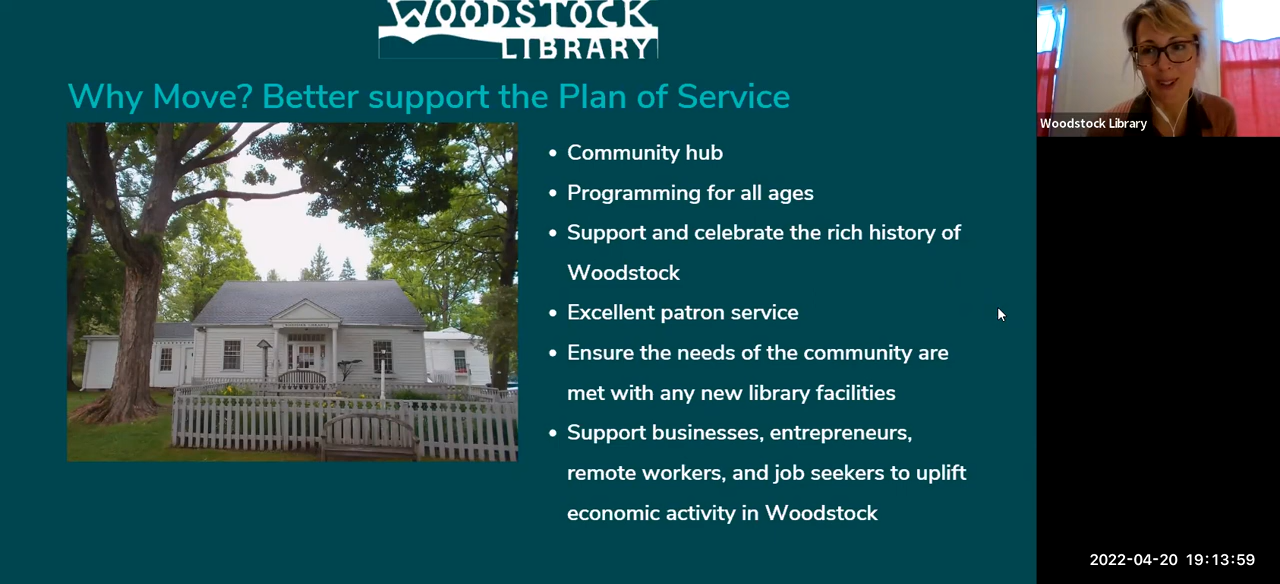 WOODSTOCK
LIBRARY
Why Move? Better support the Plan of Service
• Community hub
• Programming for all ages
• Support and celebrate the rich history of
Woodstock
• Excellent patron service
• Ensure the needs of the community are
met with any new library facilities
• Support businesses, entrepreneurs,
remote workers, and job seekers to uplift
economic activity in Woodstock
Woodstock Library
2022-04-20 19:13:59